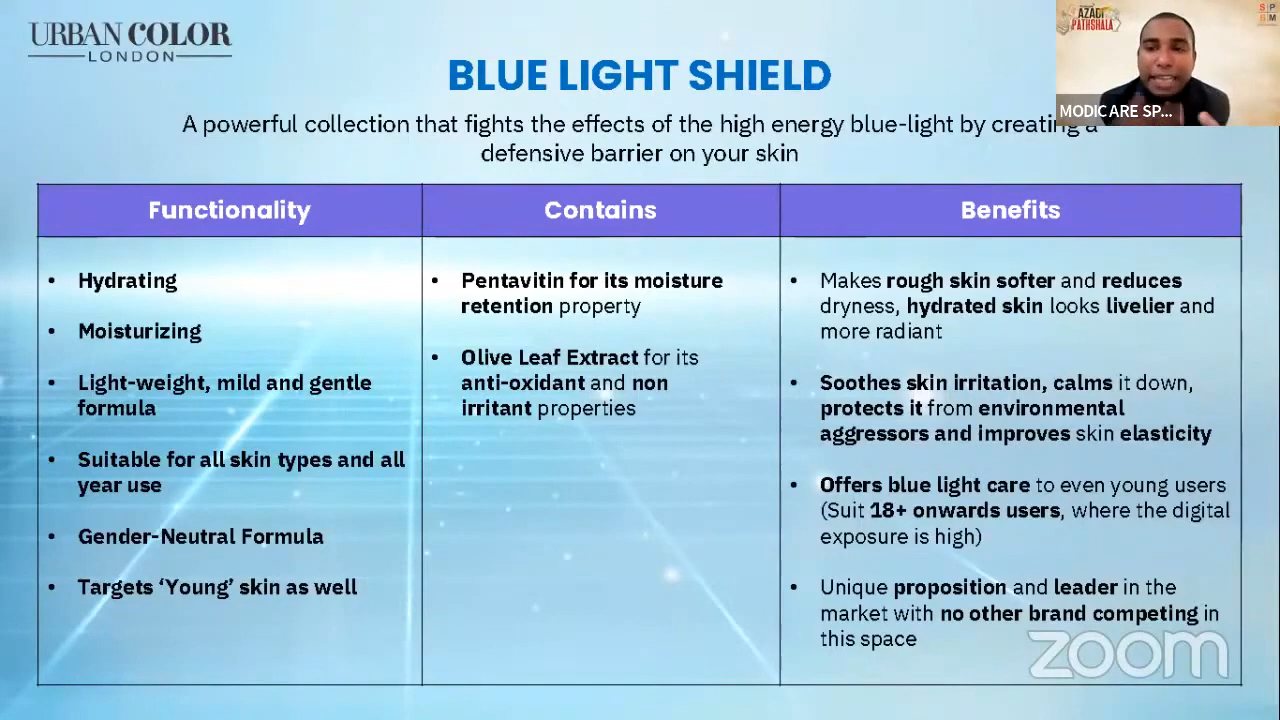 URBAN COLOR
LONDON
AZADI
PATHSHALA
S P
B M
MODICARE SP...
BLUE LIGHT SHIELD
A powerful collection that fights the effects of the high energy blue-light by creating a
defensive barrier on your skin
Functionality
• Hydrating
• Moisturizing
• Light-weight, mild and gentle
formula
• Suitable for all skin types and all
year use
• Gender-Neutral Formula
• Targets ‘Young’ skin as well
Contains
• Pentavitin for its moisture
retention property
• Olive Leaf Extract for its
anti-oxidant and non
irritant properties
Benefits
• Makes rough skin softer and reduces
dryness, hydrated skin looks livelier and
more radiant
• Soothes skin irritation, calms it down,
protects it from environmental
aggressors and improves skin elasticity
• Offers blue light care to even young users
(Suit 18+ onwards users, where the digital
exposure is high)
• Unique proposition and leader in the
market with no other brand competing in
this space
zoom